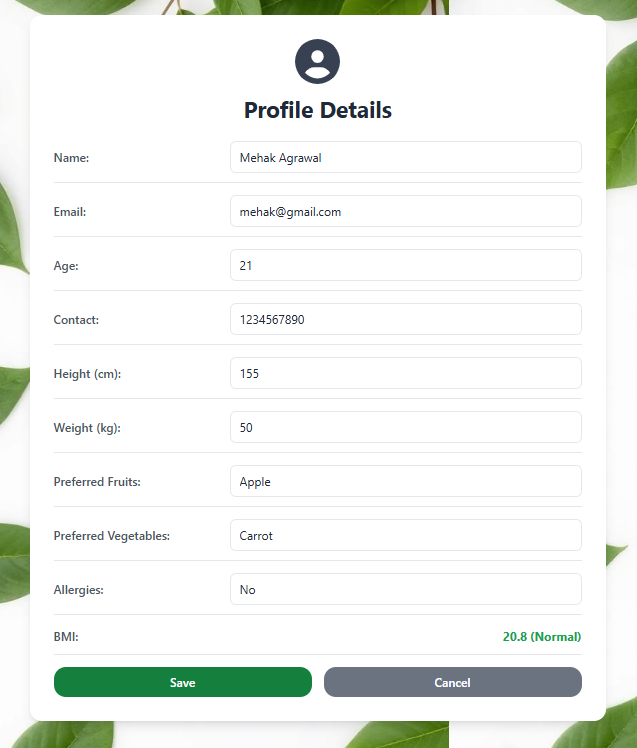 Profile Details
Name: Mehak Agrawal
Email: mehak@gmail.com
Age: 21
Contact: 1234567890
Height (cm): 155
Weight (kg): 50
Preferred Fruits: Apple
Preferred Vegetables: Carrot
Allergies: No
BMI: 20.8 (Normal)
Save Cancel